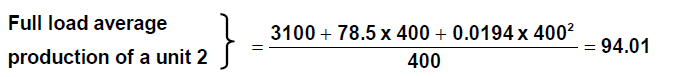 Full load average
production of a unit 2
= 3100 + 78.5 x 400 + 0.0194 x 400² / 400 = 94.01